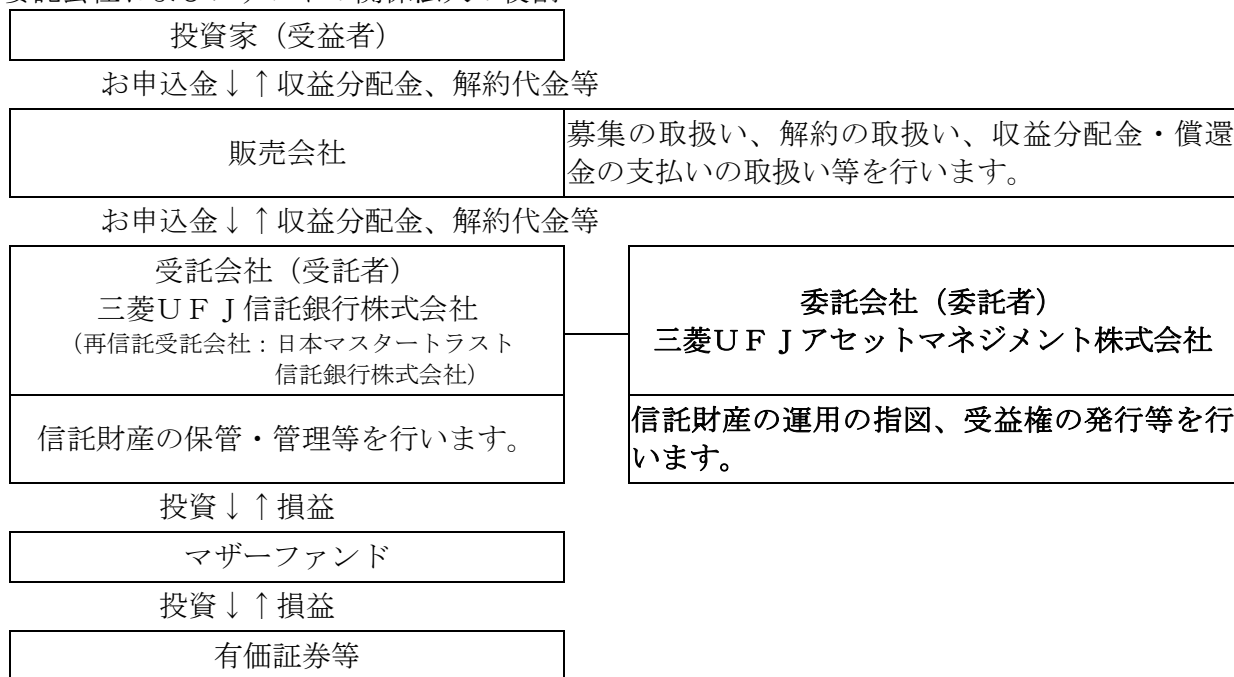 投資家（受益者）
お申込金↓↑収益分配金、解約代金等
販売会社
募集の取扱い、解約の取扱い、収益分配金・償還
金の支払いの取扱い等を行います。
お申込金↓↑収益分配金、解約代金等
受託会社（受託者）
三菱ＵＦＪ信託銀行株式会社
（再信託受託会社：日本マスタートラスト
信託銀行株式会社）
委託会社（委託者）
三菱ＵＦＪアセットマネジメント株式会社
信託財産の保管・管理等を行います。
信託財産の運用の指図、受益権の発行等を行
います。
投資↓↑損益
マザーファンド
投資↓↑損益
有価証券等